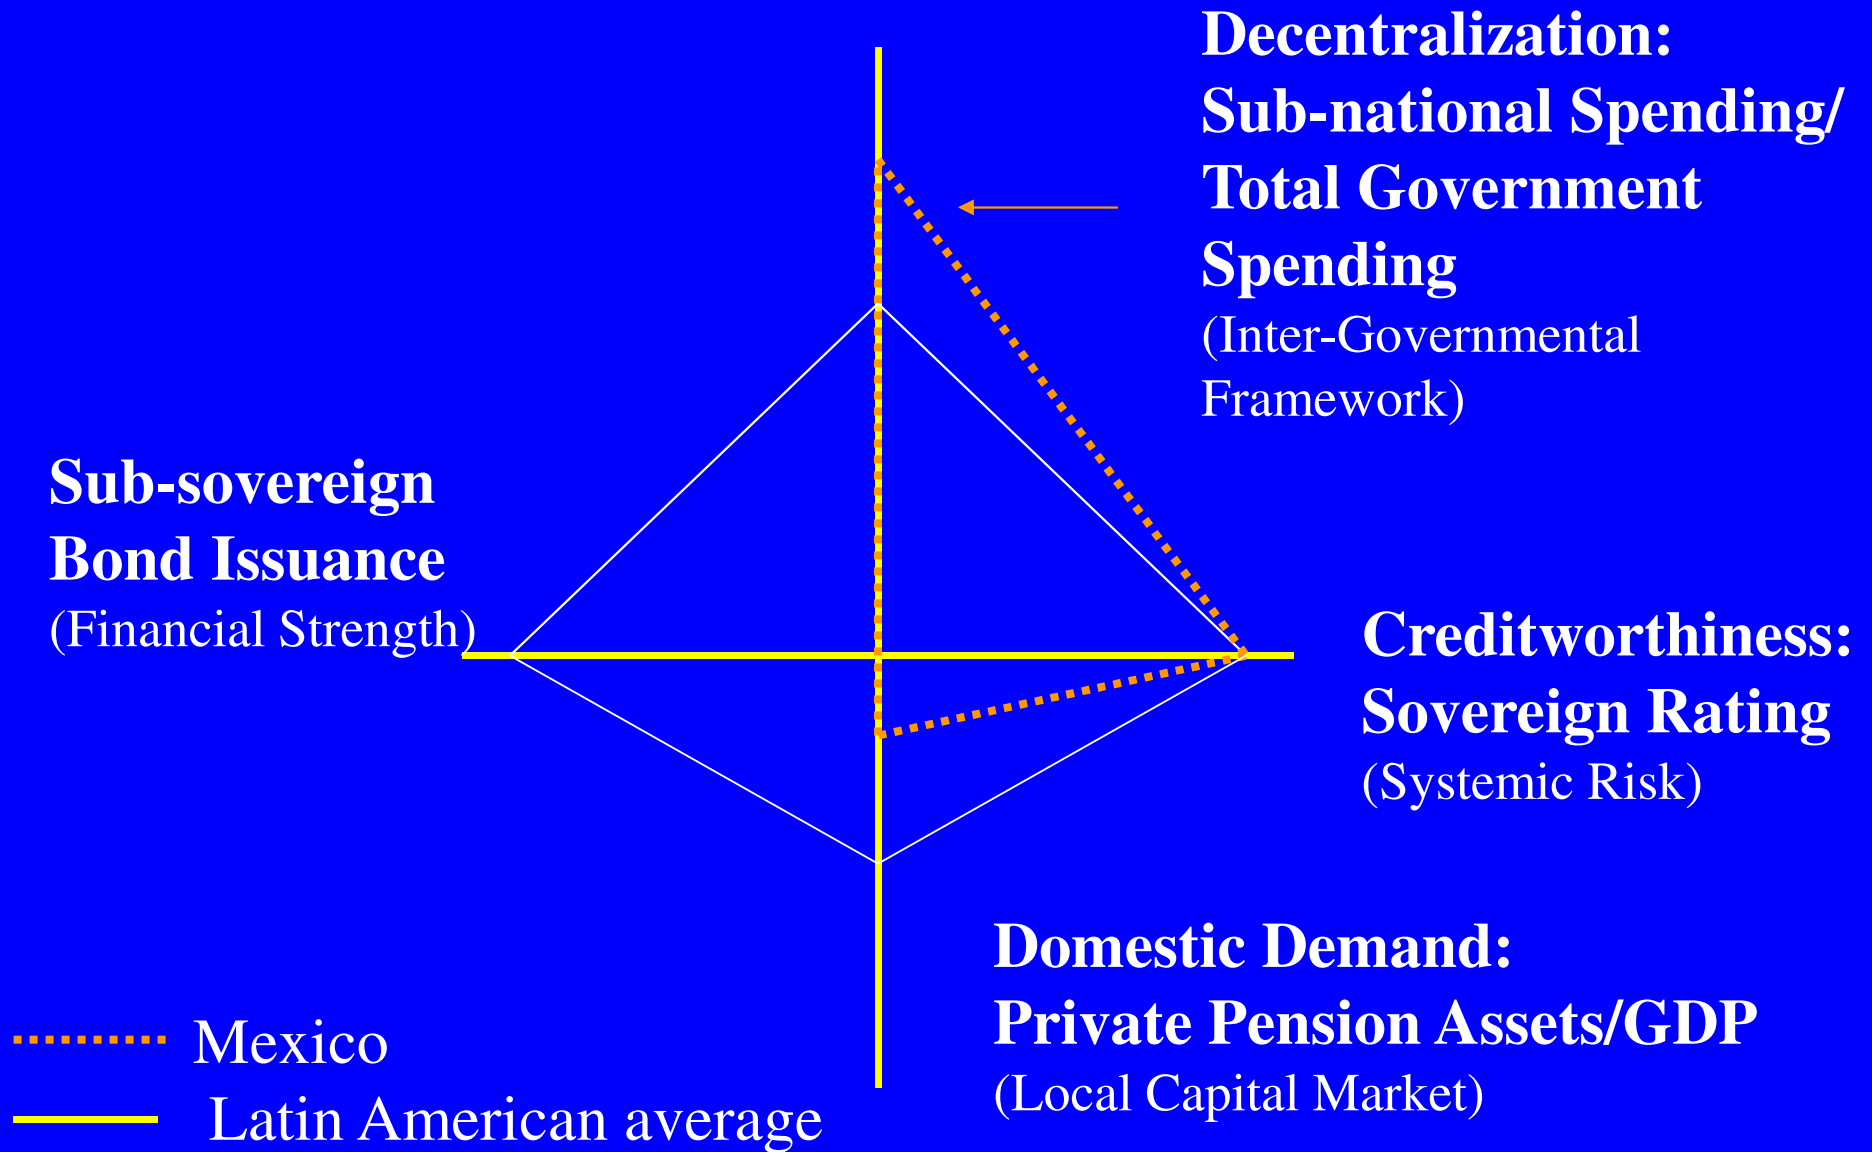 Decentralization:
Sub-national Spending/
Total Government
Spending
(Inter-Governmental
Framework)
Sub-sovereign
Bond Issuance
(Financial Strength)
Creditworthiness:
Sovereign Rating
(Systemic Risk)
Domestic Demand:
Private Pension Assets/GDP
(Local Capital Market)
Mexico
Latin American average